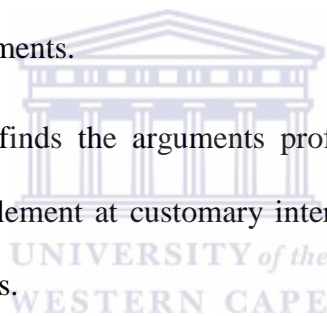 ments.
finds the arguments prof
lement at customary inter
UNIVERSITY of the
s.
WESTERN CAPE